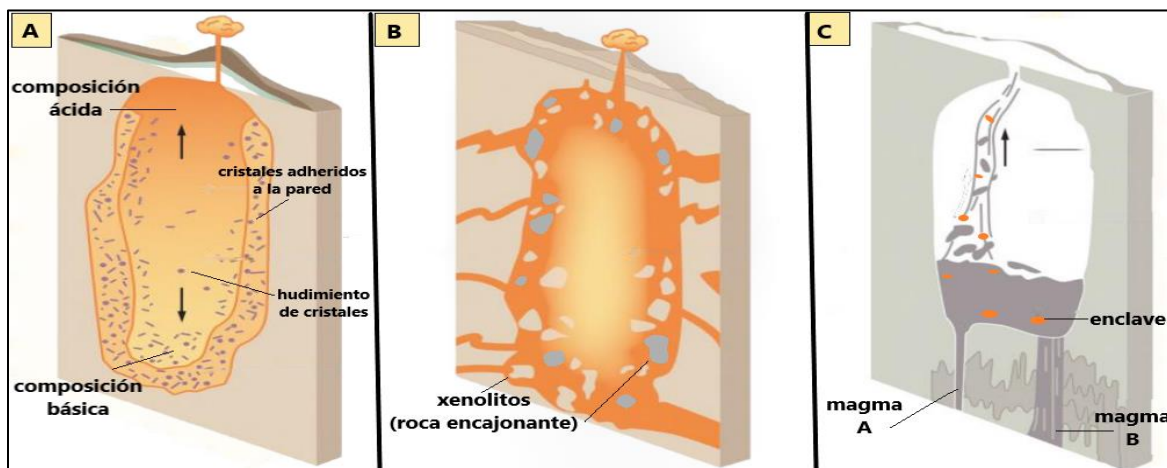 A
composición
ácida
cristales adheridos
a la pared
hudimiento
de cristales
composición
básica
B
xenolitos
(roca encajonante)
C
enclave
magma
A
magma
B